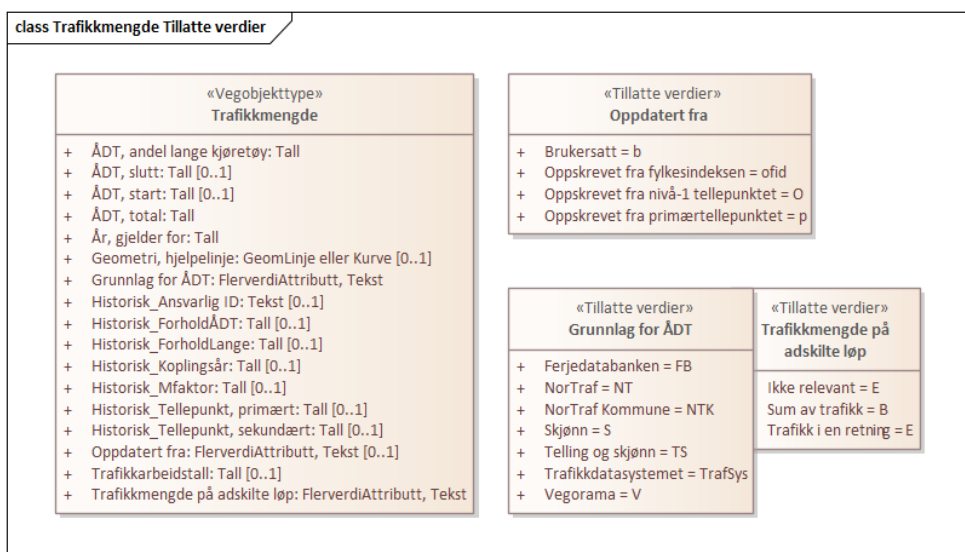 class Trafikkmengde Tillatte verdier
«Vegobjekttype»
Trafikkmengde
+ ÅDT, andel lange kjøretøy: Tall
+ ÅDT, slutt: Tall [0..1]
+ ÅDT, start: Tall [0..1]
+ ÅDT, total: Tall
+ År, gjelder for: Tall
+ Geometri, hjelpelinje: GeomLinje eller Kurve [0..1]
+ Grunnlag for ÅDT: FlerverdiAttributt, Tekst
+ Historisk_Ansvarlig ID: Tekst [0..1]
+ Historisk_ForholdÅDT: Tall [0..1]
+ Historisk_ForholdLange: Tall [0..1]
+ Historisk_Koplingsår: Tall [0..1]
+ Historisk_Mfaktor: Tall [0..1]
+ Historisk_Tellepunkt, primært: Tall [0..1]
+ Historisk_Tellepunkt, sekundært: Tall [0..1]
+ Oppdatert fra: FlerverdiAttributt, Tekst [0..1]
+ Trafikkarbeidstall: Tall [0..1]
+ Trafikkmengde på adskilte løp: FlerverdiAttributt, Tekst
«Tillatte verdier»
Oppdatert fra
+ Brukersatt = b
+ Oppskrevet fra fylkesindeksen = ofid
+ Oppskrevet fra nivå-1 tellepunktet = O
+ Oppskrevet fra primærtellepunktet = p
«Tillatte verdier»
Grunnlag for ÅDT
+ Ferjedatabanken = FB
+ NorTraf = NT
+ NorTraf Kommune = NTK
+ Skjønn = S
+ Telling og skjønn = TS
+ Trafikkdatasystemet = TrafSys
+ Vegorama = V
«Tillatte verdier»
Trafikkmengde på
adskilte løp
Ikke relevant = E
Sum av trafikk = B
Trafikk i en retning = E